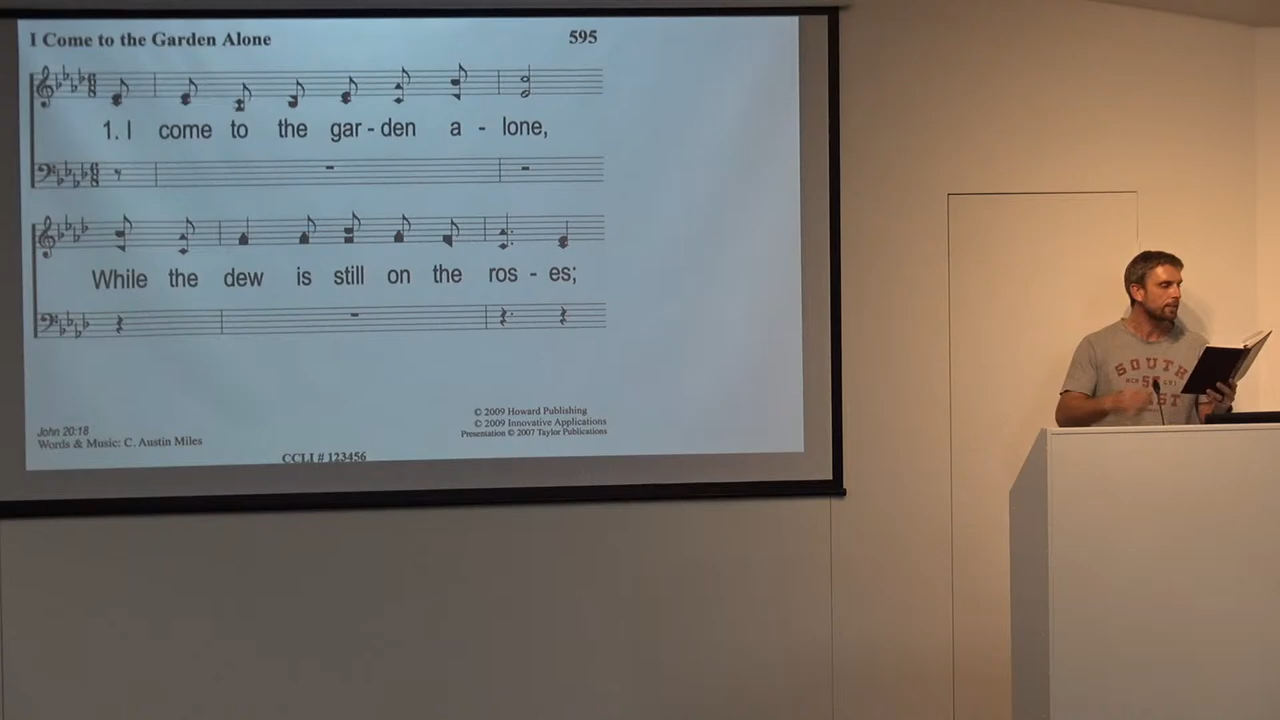 I Come to the Garden Alone 595
1. I come to the gar - den a - lone,
While the dew is still on the ros - es;
John 20:18
Words & Music: C. Austin Miles
© 2009 Howard Publishing
© 2009 Innovative Applications
Presentation © 2007 Taylor Publications
CCLI # 123456
SOUTH